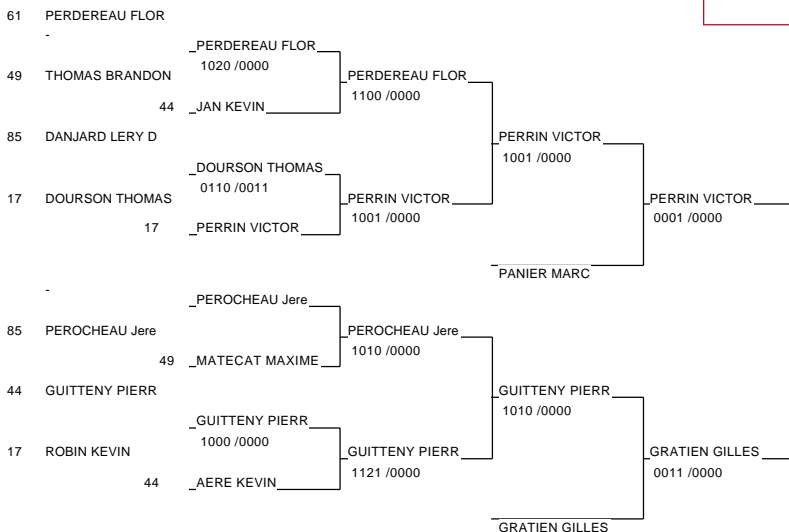 61 PERDEREAU FLOR
-
PERDEREAU FLOR
1020 /0000
49 THOMAS BRANDON
PERDEREAU FLOR
1100 /0000
44 JAN KEVIN
85 DANJARD LERY D
PERRIN VICTOR
1001 /0000
DOURSON THOMAS
0110 /0011
17 DOURSON THOMAS
PERRIN VICTOR
1001 /0000
PERRIN VICTOR
0001 /0000
17 PERRIN VICTOR
PANIER MARC
-
PEROCHEAU Jere
85 PEROCHEAU Jere
PEROCHEAU Jere
1010 /0000
49 MATECAT MAXIME
44 GUITTENY PIERR
GUITTENY PIERR
1010 /0000
GUITTENY PIERR
1000 /0000
17 ROBIN KEVIN
GUITTENY PIERR
1121 /0000
GRATIEN GILLES
0011 /0000
44 AERE KEVIN
GRATIEN GILLES